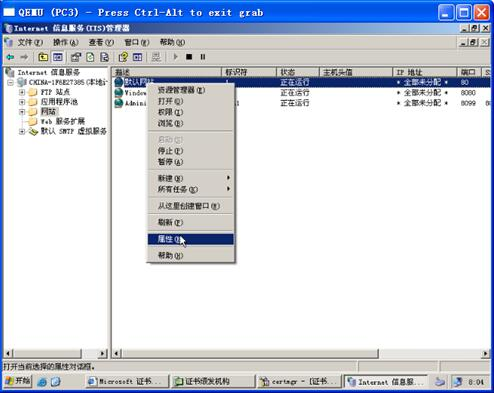 QEMU (PC3) - Press Ctrl-Alt to exit grab
Internet 信息服务(IIS)管理器
文件(F) 操作(A) 查看(V) 窗口(W) 帮助(H)
Internet 信息服务
CHINA-1F6E27385(本地计
FTP 站点
应用程序池
网站
Web 服务扩展
默认 SMTP 虚拟服务
描述 标识符 状态 主机头值 IP 地址 端口 S
默认网站 正在运行 * 全部未分配 * 80
Window 正在运行 * 全部未分配 * 8080
Admini 1 正在运行 * 全部未分配 * 8099
资源管理器(E)
打开(O)
权限(P)
浏览(B)
启动(S)
停止(T)
暂停(A)
新建(N)
所有任务(K)
从这里创建窗口(W)
刷新(F)
属性(R)
帮助(H)
打开当前选择的属性对话框。
开始 Microsoft 证书... 证书颁发机构 certmgr - [证书... Internet 信息服... 8:04